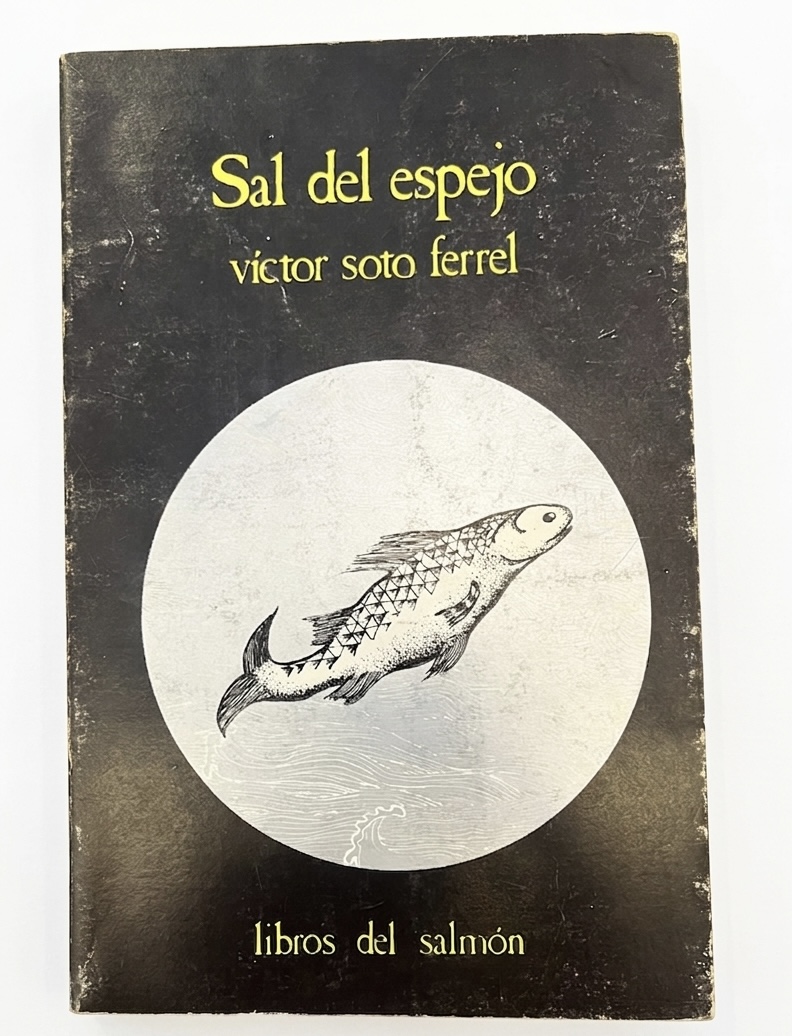 Sal del espejo
víctor soto ferrel
libros del salmón